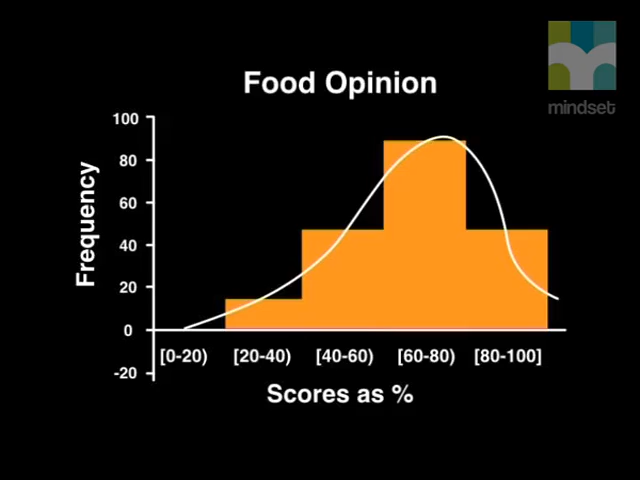 mindset
Food Opinion
Frequency
100
80
60
40
20
0
-20
[0-20) [20-40) [40-60) [60-80) [80-100]
Scores as %